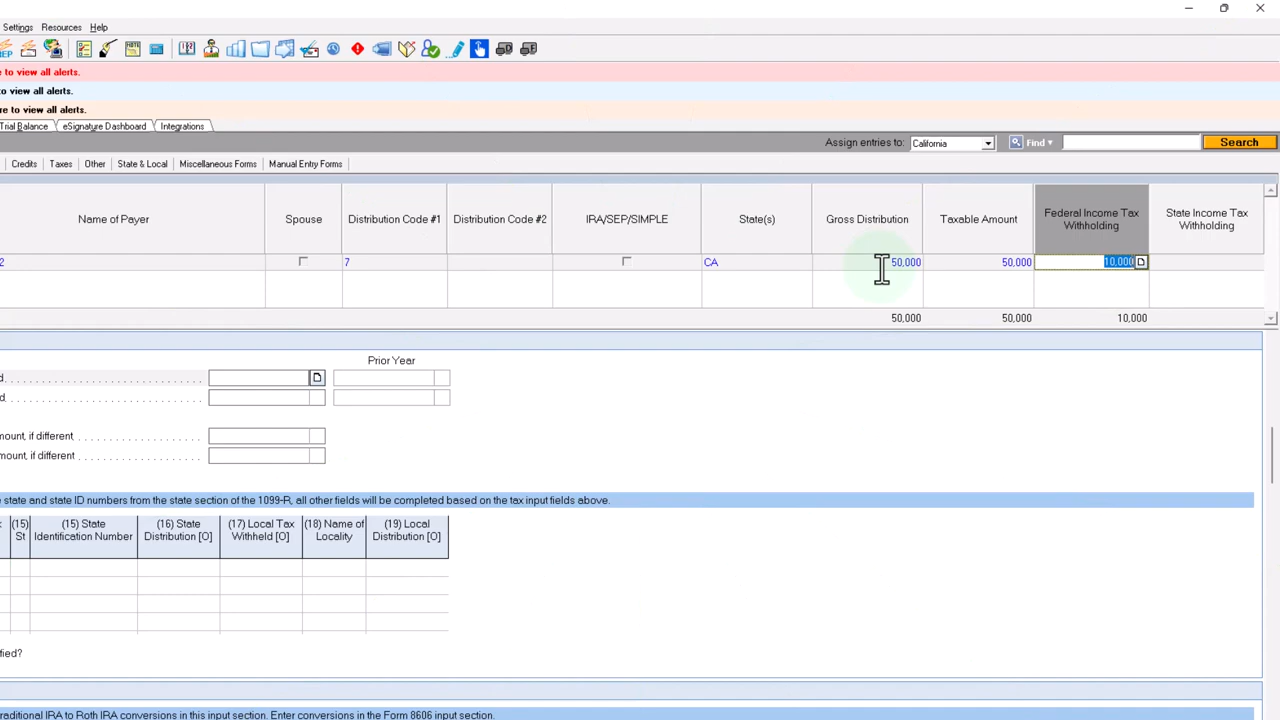 Settings Resources Help
e to view all alerts.
to view all alerts.
re to view all alerts.
Trial Balance eSignature Dashboard Integrations
Assign entries to: California Find Search
Credits Taxes Other State & Local Miscellaneous Forms Manual Entry Forms
Name of Payer Spouse Distribution Code #1 Distribution Code #2 IRA/SEP/SIMPLE State(s) Gross Distribution Taxable Amount Federal Income Tax Withholding State Income Tax Withholding
2 7 CA 50,000 50,000 10,000
50,000 50,000 10,000
Prior Year
d.
d.
mount, if different
mount, if different
e state and state ID numbers from the state section of the 1099-R, all other fields will be completed based on the tax input fields above.
(15) St (15) State Identification Number (16) State Distribution [O] (17) Local Tax Withheld [O] (18) Name of Locality (19) Local Distribution [O]
fied?
raditional IRA to Roth IRA conversions in this input section. Enter conversions in the Form 8606 input section.